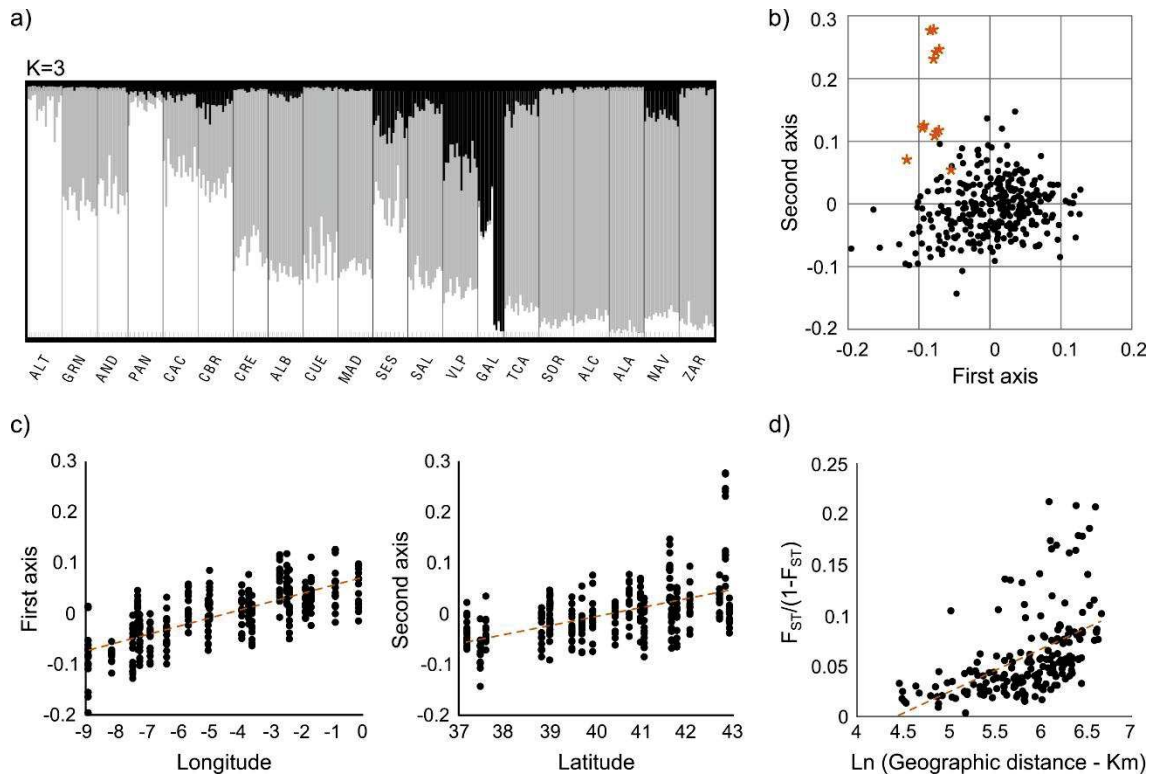 a)
K=3
ALT GRN AND PAN CAC CBR CRE ALB CUE MAD SES SAL VLP GAL TCA SOR ALC ALA NAV ZAR
b)
Second axis
0.3
0.2
0.1
0
-0.1
-0.2
-0.2 -0.1 0 0.1 0.2
First axis
c)
First axis
0.3
0.2
0.1
0
-0.1
-0.2
-9 -8 -7 -6 -5 -4 -3 -2 -1 0
Longitude
Second axis
0.3
0.2
0.1
0
-0.1
-0.2
37 38 39 40 41 42 43
Latitude
d)
FST/(1-FST)
0.25
0.2
0.15
0.1
0.05
0
4 4.5 5 5.5 6 6.5 7
Ln (Geographic distance - Km)